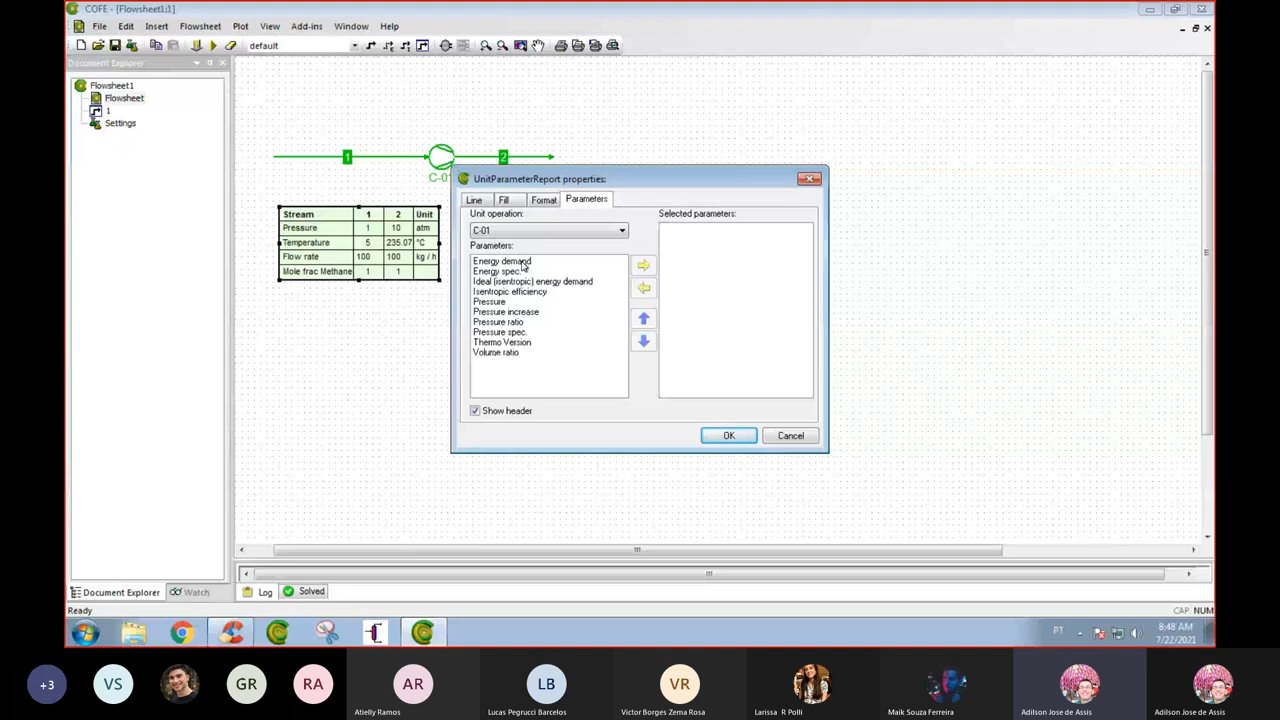 COFE - [Flowsheet1:1]
File Edit Insert Flowsheet Plot View Add-ins Window Help
default
Document Explorer
Flowsheet1
Flowsheet
1
Settings
1 2
C-01
Stream 1 2 Unit
Pressure 1 10 atm
Temperature 5 235.07 °C
Flow rate 100 100 kg / h
Mole frac Methane 1 1
UnitParameterReport properties:
Line Fill Format Parameters
Unit operation:
C-01
Parameters:
Energy demand
Energy spec.
Ideal (isentropic) energy demand
Isentropic efficiency
Pressure
Pressure increase
Pressure ratio
Pressure spec.
Thermo Version
Volume ratio
Selected parameters:
Show header
OK Cancel
Document Explorer Watch
Log Solved
Ready
CAP NUM
PT
8:48 AM
7/22/2021
+3 VS GR RA AR LB VR
Atielly Ramos
Lucas Pegrucci Barcelos
Victor Borges Zema Rosa
Larissa R Polli
Maik Souza Ferreira
Adilson Jose de Assis
Adilson Jose de Assis